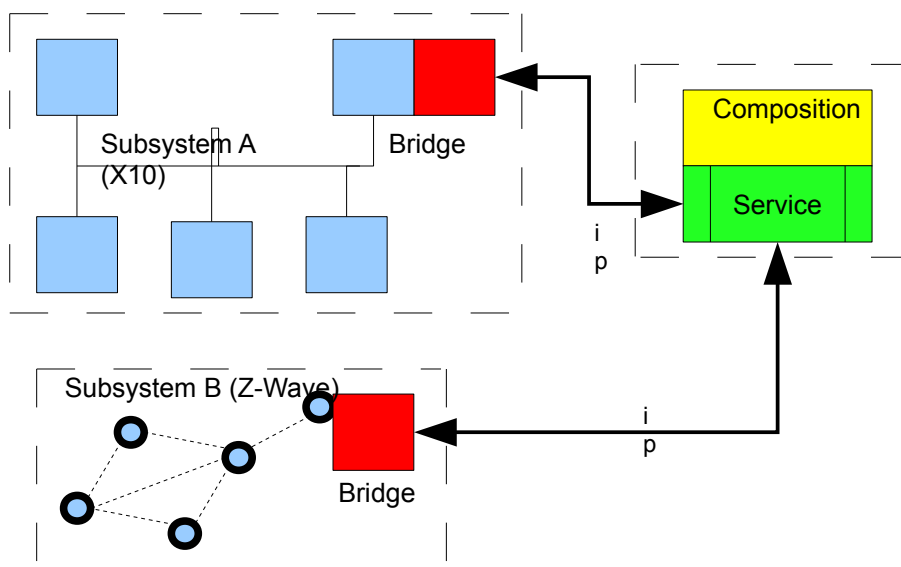 Composition
Subsystem A
(X10)
Bridge
Service
i
p
Subsystem B (Z-Wave)
i
p
Bridge